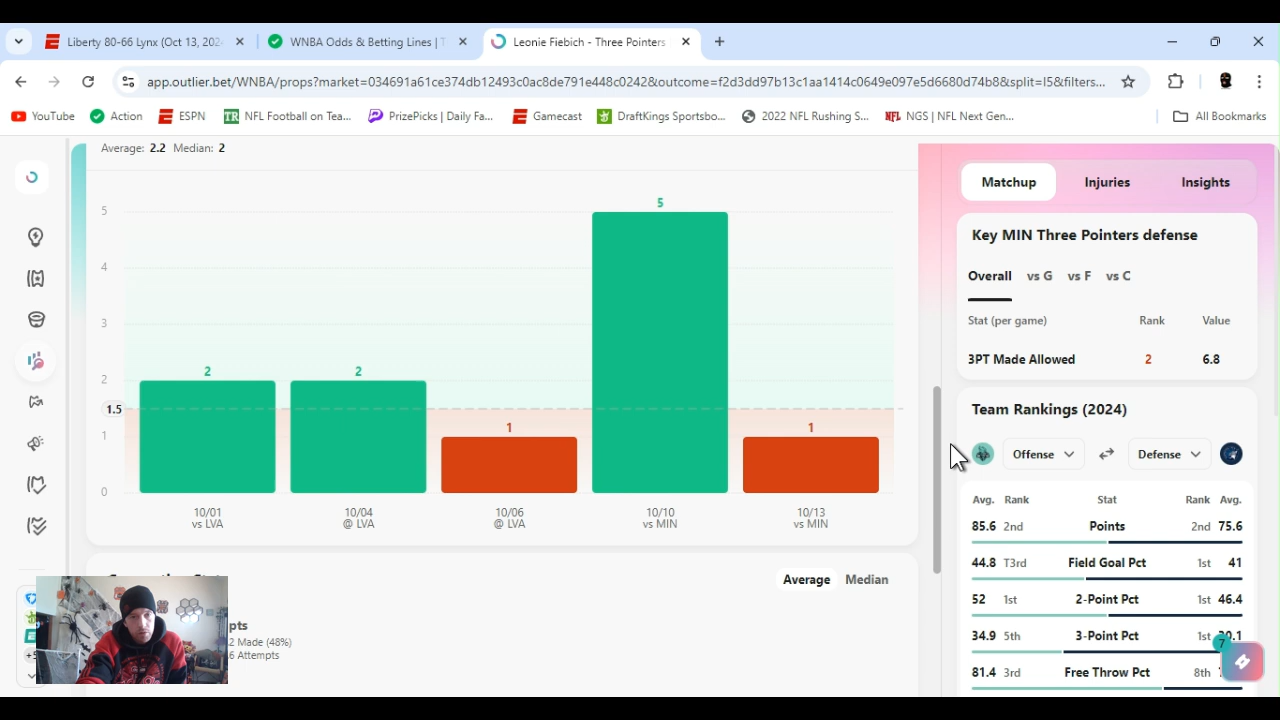 Liberty 80-66 Lynx (Oct 13, 202
WNBA Odds & Betting Lines | T
Leonie Fiebich - Three Pointers
app.outlier.bet/WNBA/props?market=034691a61ce374db12493c0ac8de791e448c0242&outcome=f2d3dd97b13c1aa1414c0649e097e5d6680d74b8&split=l5&filters...
YouTube
Action
ESPN
NFL Football on Tea...
PrizePicks | Daily Fa...
Gamecast
DraftKings Sportsbo...
2022 NFL Rushing S...
NGS | NFL Next Gen...
All Bookmarks
Average: 2.2 Median: 2
5
4
3
2
1.5
1
0
2
2
1
5
1
10/01
vs LVA
10/04
@ LVA
10/06
@ LVA
10/10
vs MIN
10/13
vs MIN
Average Median
pts
2 Made (48%)
6 Attempts
Matchup Injuries Insights
Key MIN Three Pointers defense
Overall vs G vs F vs C
Stat (per game) Rank Value
3PT Made Allowed 2 6.8
Team Rankings (2024)
Offense Defense
Avg. Rank Stat Rank Avg.
85.6 2nd Points 2nd 75.6
44.8 T3rd Field Goal Pct 1st 41
52 1st 2-Point Pct 1st 46.4
34.9 5th 3-Point Pct 1st
7
81.4 3rd Free Throw Pct 8th